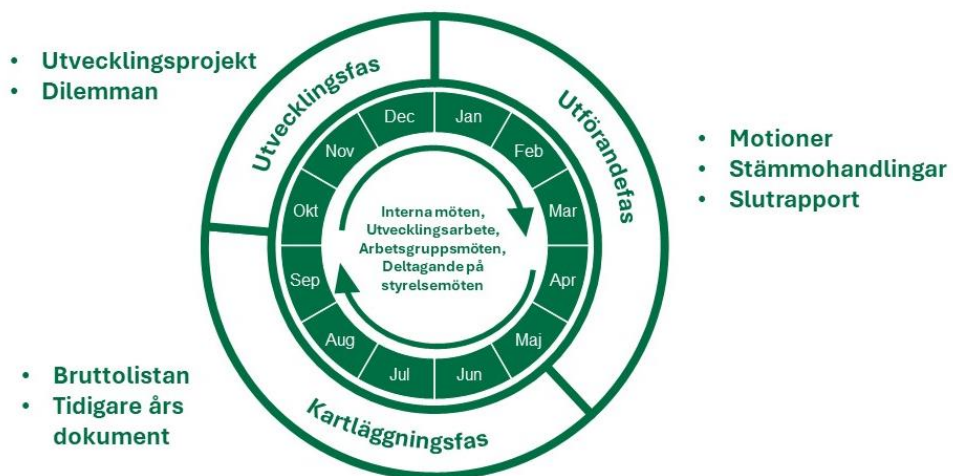 • Utvecklingsprojekt
• Dilemman
Utvecklingsfas
Utförandefas
• Motioner
• Stämmohandlingar
• Slutrapport
Jan
Feb
Mar
Apr
Maj
Jun
Jul
Aug
Sep
Okt
Nov
Dec
Interna möten,
Utvecklingsarbete,
Arbetsgruppsmöten,
Deltagande på
styrelsemöten
• Bruttolistan
• Tidigare års
dokument
Kartläggningsfas